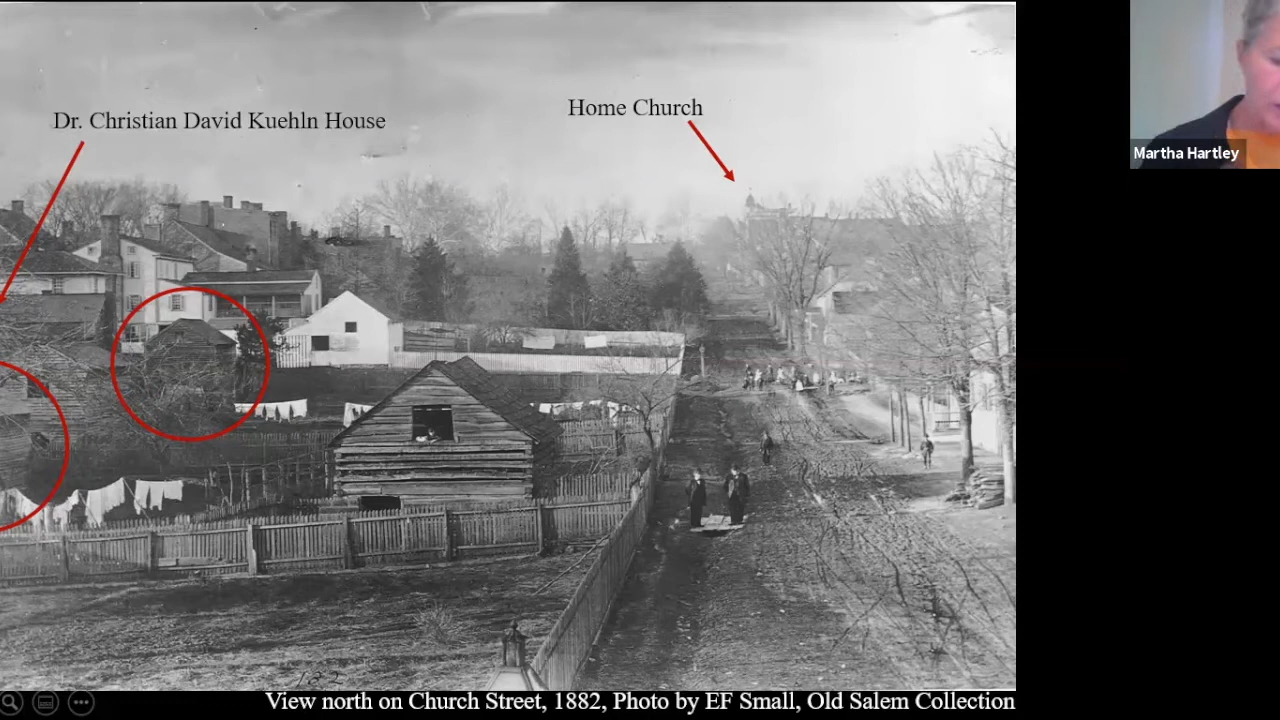 Dr. Christian David Kuehln House
Home Church
Martha Hartley
View north on Church Street, 1882, Photo by EF Small, Old Salem Collection